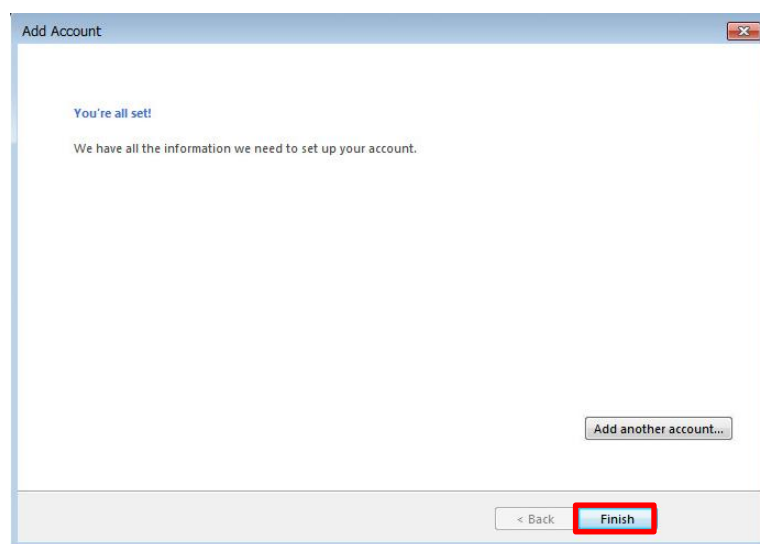 Add Account
You're all set!
We have all the information we need to set up your account.
Add another account...
< Back
Finish